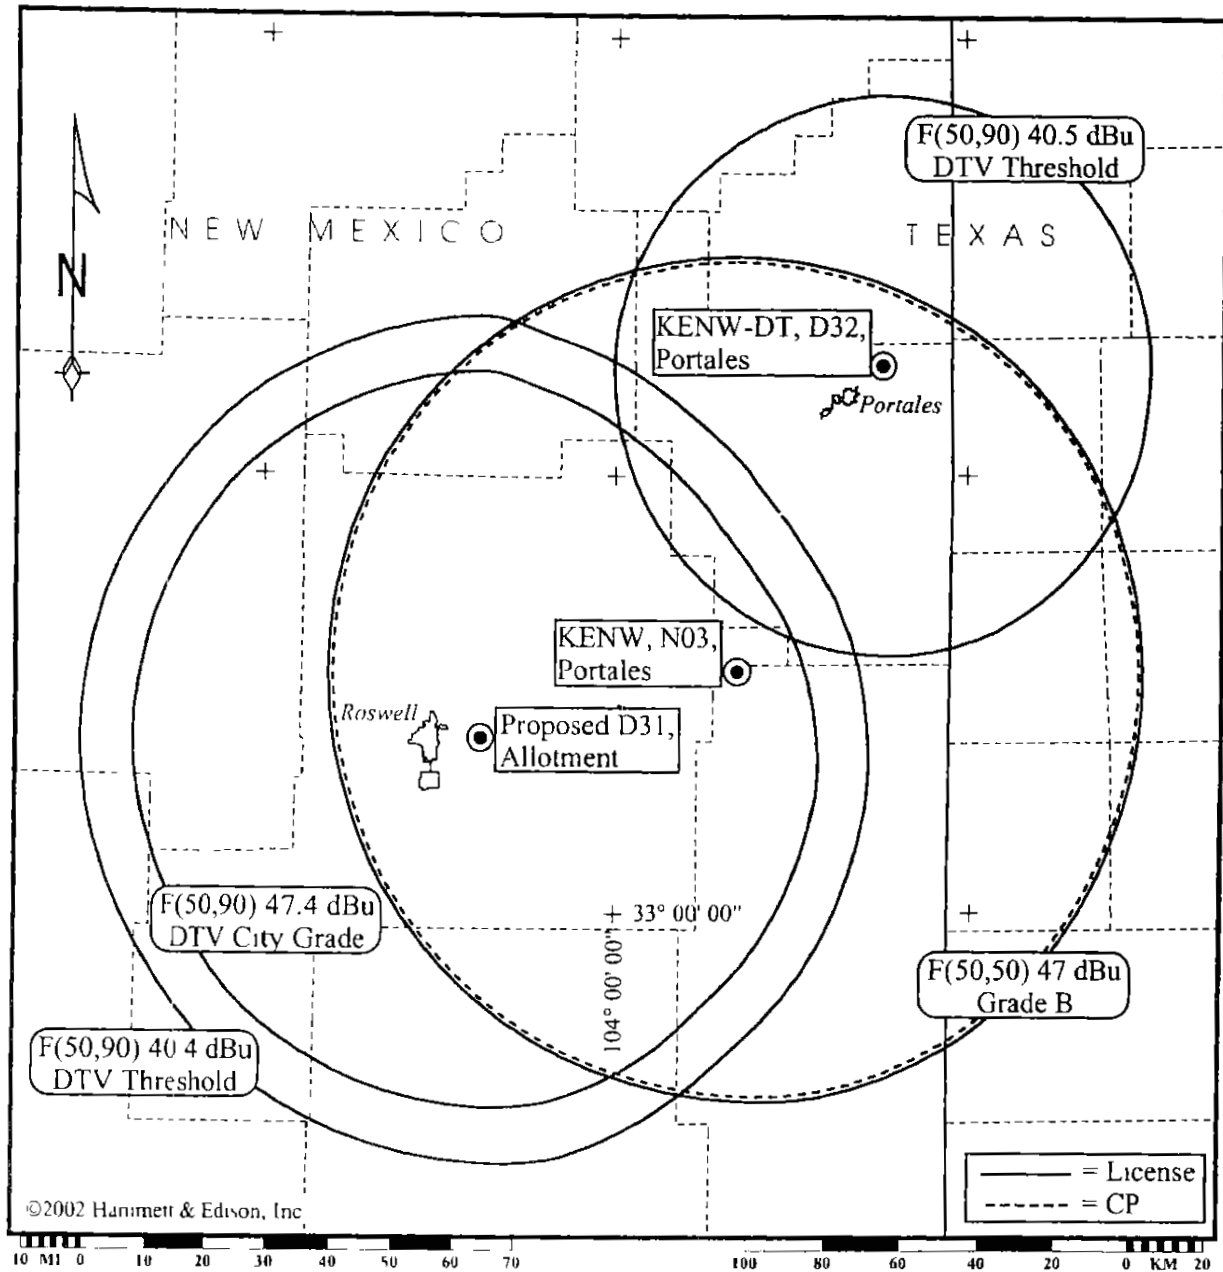 F(50,90) 40.5 dBu
DTV Threshold
NEW MEXICO
TEXAS
N
KENW-DT, D32,
Portales
Portales
KENW, N03,
Portales
Roswell
Proposed D31,
Allotment
F(50,90) 47.4 dBu
DTV City Grade
33° 00' 00"
104° 00' 00"
F(50,50) 47 dBu
Grade B
F(50,90) 40 4 dBu
DTV Threshold
= License
= CP
©2002 Hammett & Edison, Inc
10 MI 0 10 30 50 60 70
100 80 60 40 20 0 KM 20